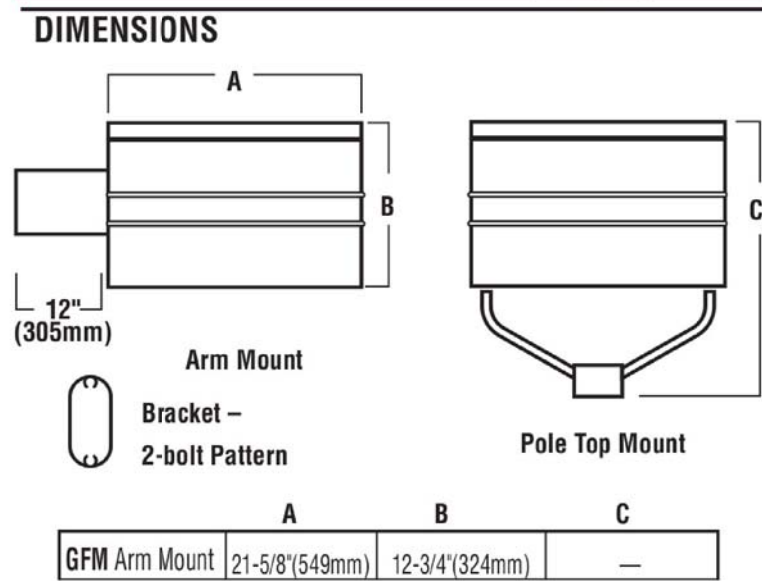 DIMENSIONS
A
B
C
12"
(305mm)
Arm Mount
Bracket –
2-bolt Pattern
Pole Top Mount
A B C
GFM Arm Mount 21-5/8"(549mm) 12-3/4"(324mm) —